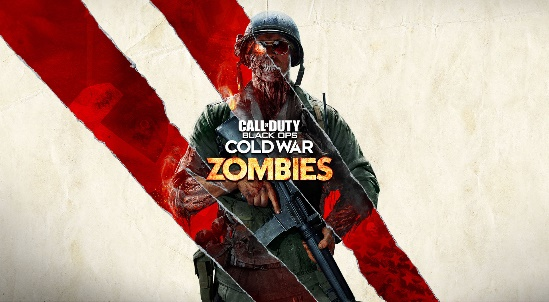 CALL OF DUTY
BLACK OPS
COLD WAR
ZOMBIES